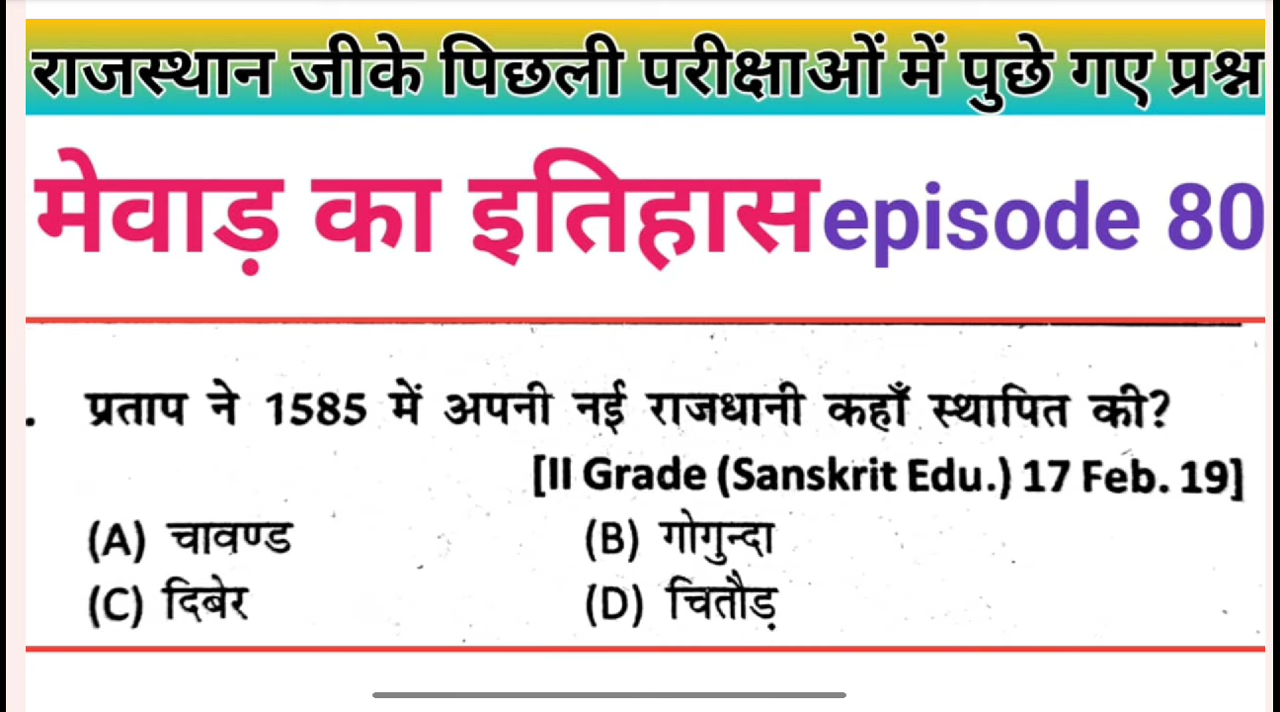 राजस्थान जीके पिछली परीक्षाओं में पुछे गए प्रश्न
मेवाड़ का इतिहास episode 80
. प्रताप ने 1585 में अपनी नई राजधानी कहाँ स्थापित की?
[II Grade (Sanskrit Edu.) 17 Feb. 19]
(A) चावण्ड (B) गोगुन्दा
(C) दिबेर (D) चितौड़